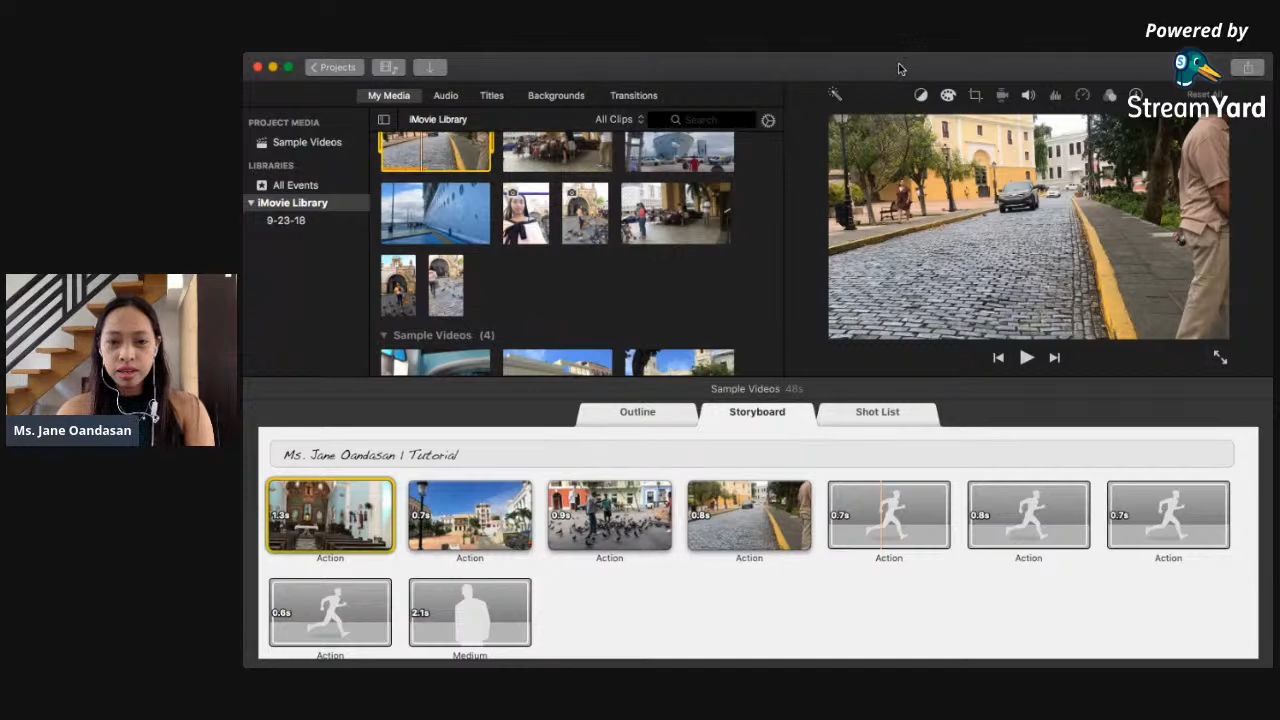 Powered by
StreamYard
Projects
My Media Audio Titles Backgrounds Transitions
Reset All
PROJECT MEDIA
Sample Videos
LIBRARIES
All Events
iMovie Library
9-23-18
iMovie Library
All Clips
Search
Sample Videos (4)
Ms. Jane Oandasan
Sample Videos 48s
Outline Storyboard Shot List
Ms. Jane Oandasan | Tutorial
1.3s 0.7s 0.9s 0.8s 0.7s 0.8s 0.7s
Action Action Action Action Action Action Action
0.6s 2.1s
Action Medium